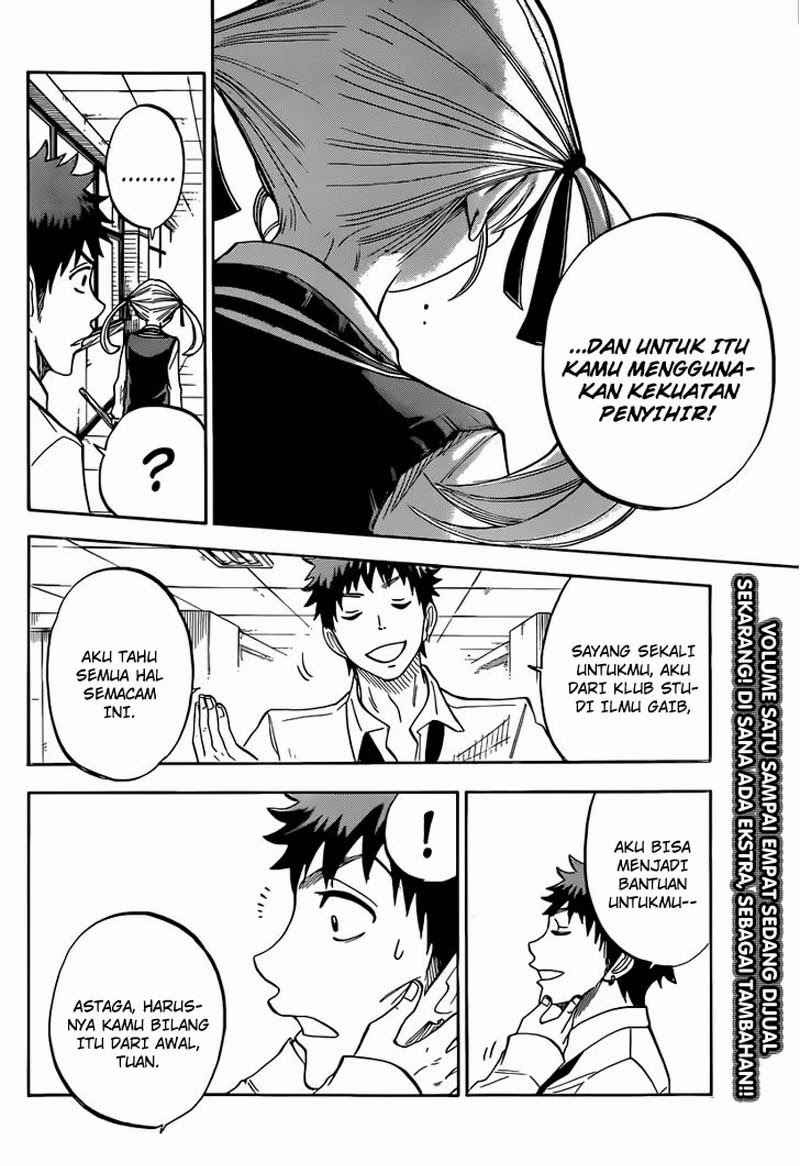 ...DAN UNTUK ITU
KAMU MENGGUNA-
KAN KEKUATAN
PENYIHIR!
........
?
SAYANG SEKALI
UNTUKMU, AKU
DARI KLUB STU-
DI ILMU GAIB,
AKU TAHU
SEMUA HAL
SEMACAM
INI.
AKU BISA
MENJADI
BANTUAN
UNTUKMU--
!
ASTAGA, HARUS-
NYA KAMU BILANG
ITU DARI AWAL,
TUAN.
VOLUME SATU SAMPAI EMPAT SEDANG DIJUAL
SEKARANG! DI SANA ADA EKSTRA, SEBAGAI TAMBAHAN!!